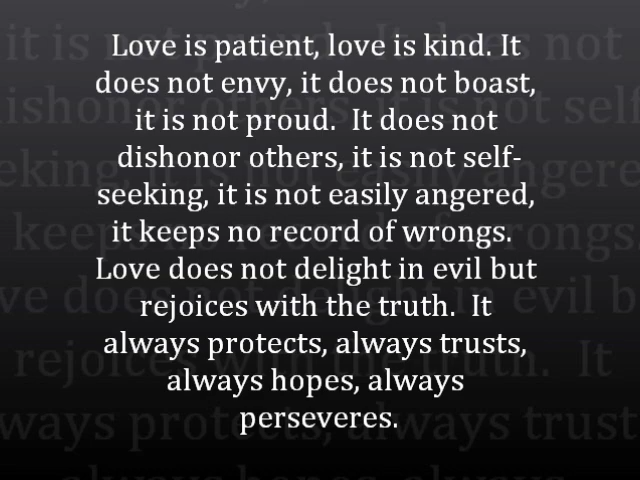 Love is patient, love is kind. It
does not envy, it does not boast,
it is not proud.  It does not
dishonor others, it is not self-
seeking, it is not easily angered,
it keeps no record of wrongs.
Love does not delight in evil but
rejoices with the truth.  It
always protects, always trusts,
always hopes, always
perseveres.